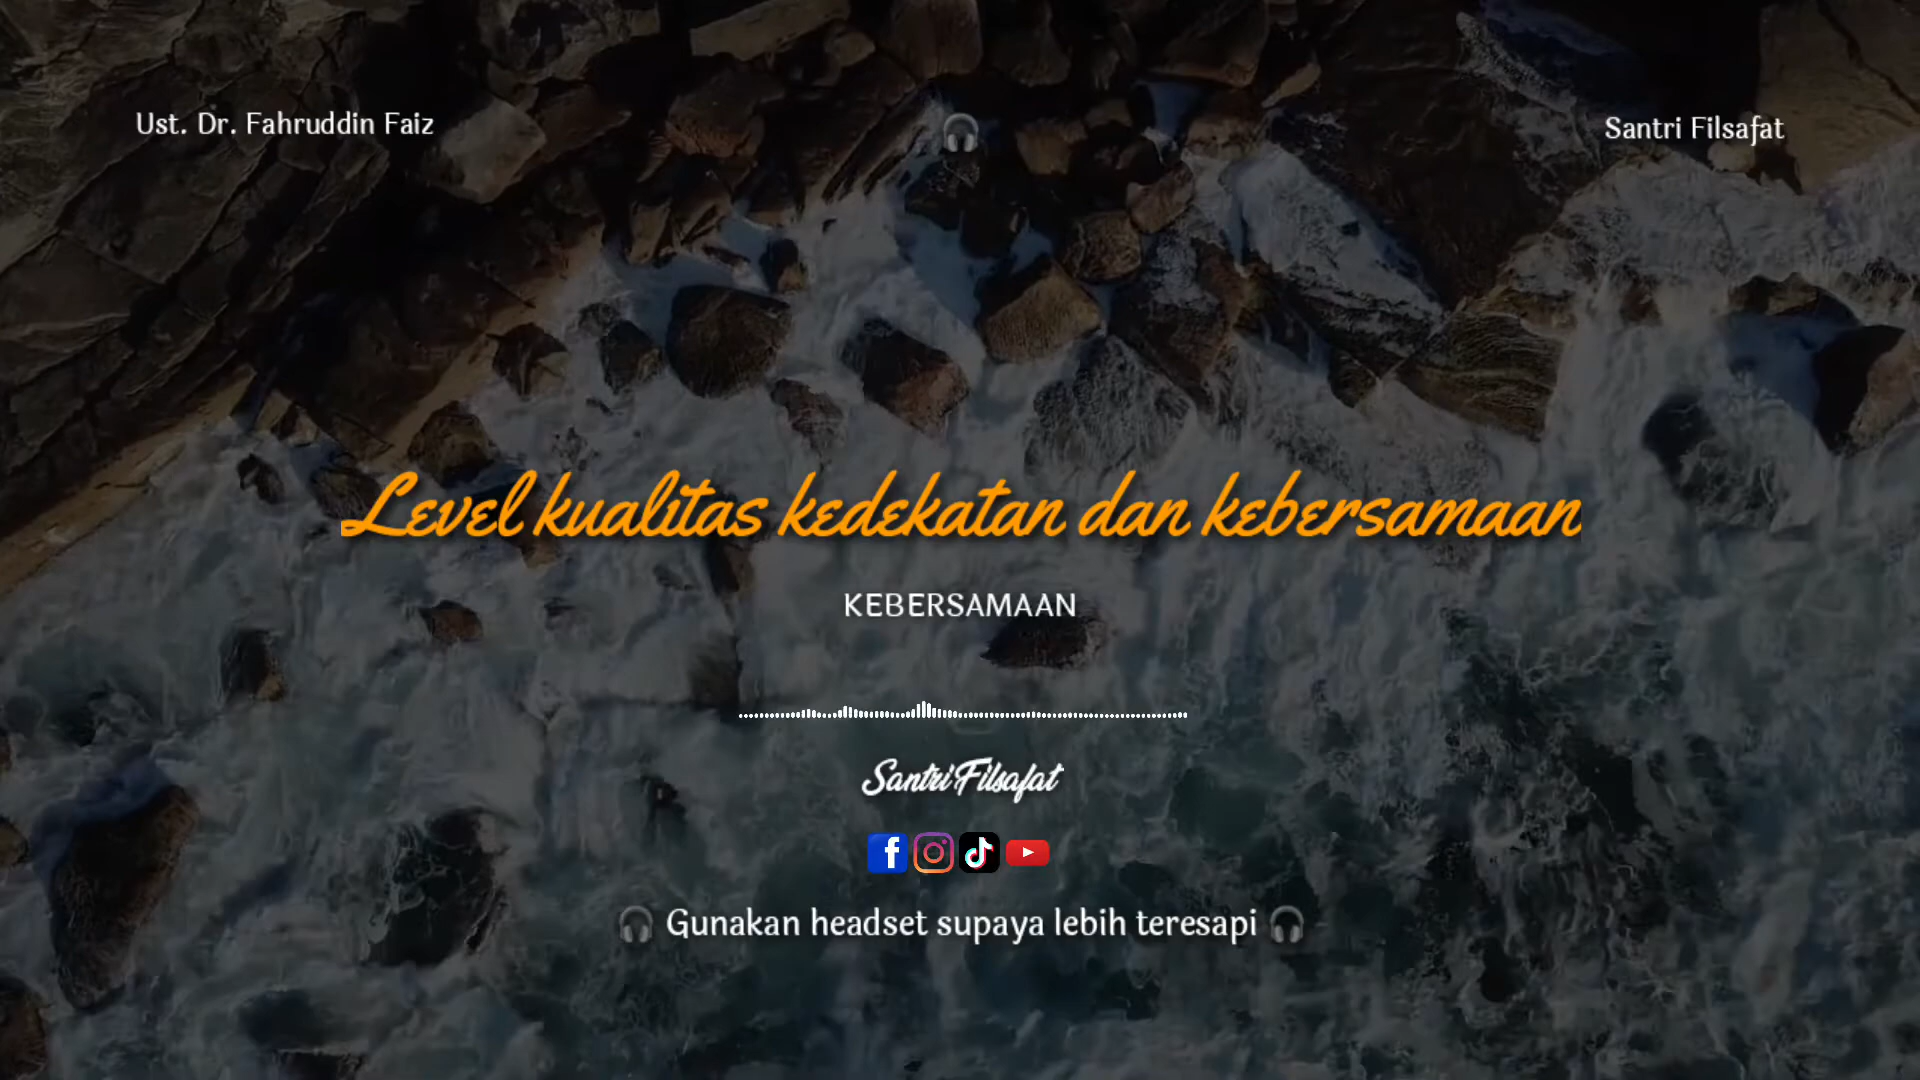 Ust. Dr. Fahruddin Faiz
Santri Filsafat
Level kualitas kedekatan dan kebersamaan
KEBERSAMAAN
Santri Filsafat
Gunakan headset supaya lebih teresapi